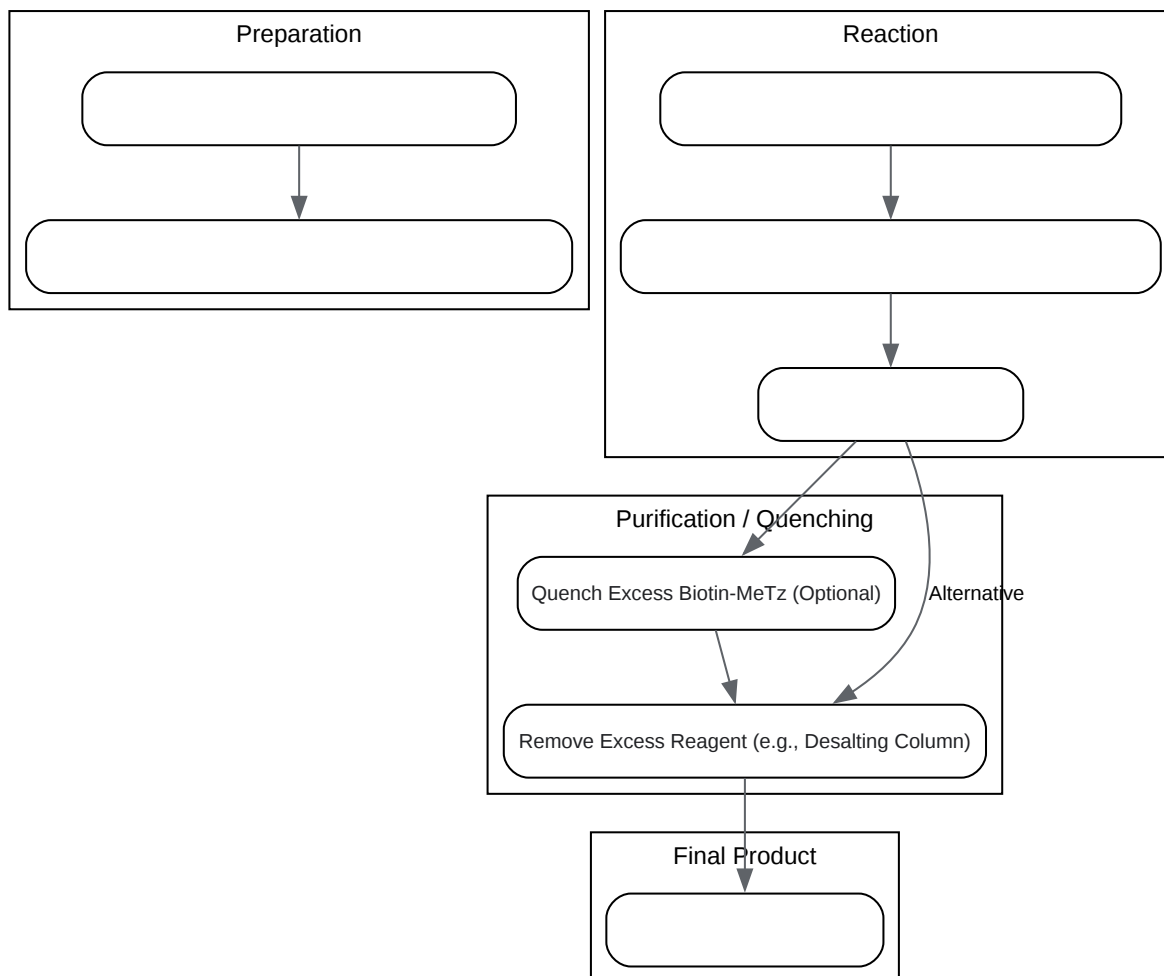 Preparation
Reaction
Purification / Quenching
Quench Excess Biotin-MeTz (Optional)
Alternative
Remove Excess Reagent (e.g., Desalting Column)
Final Product